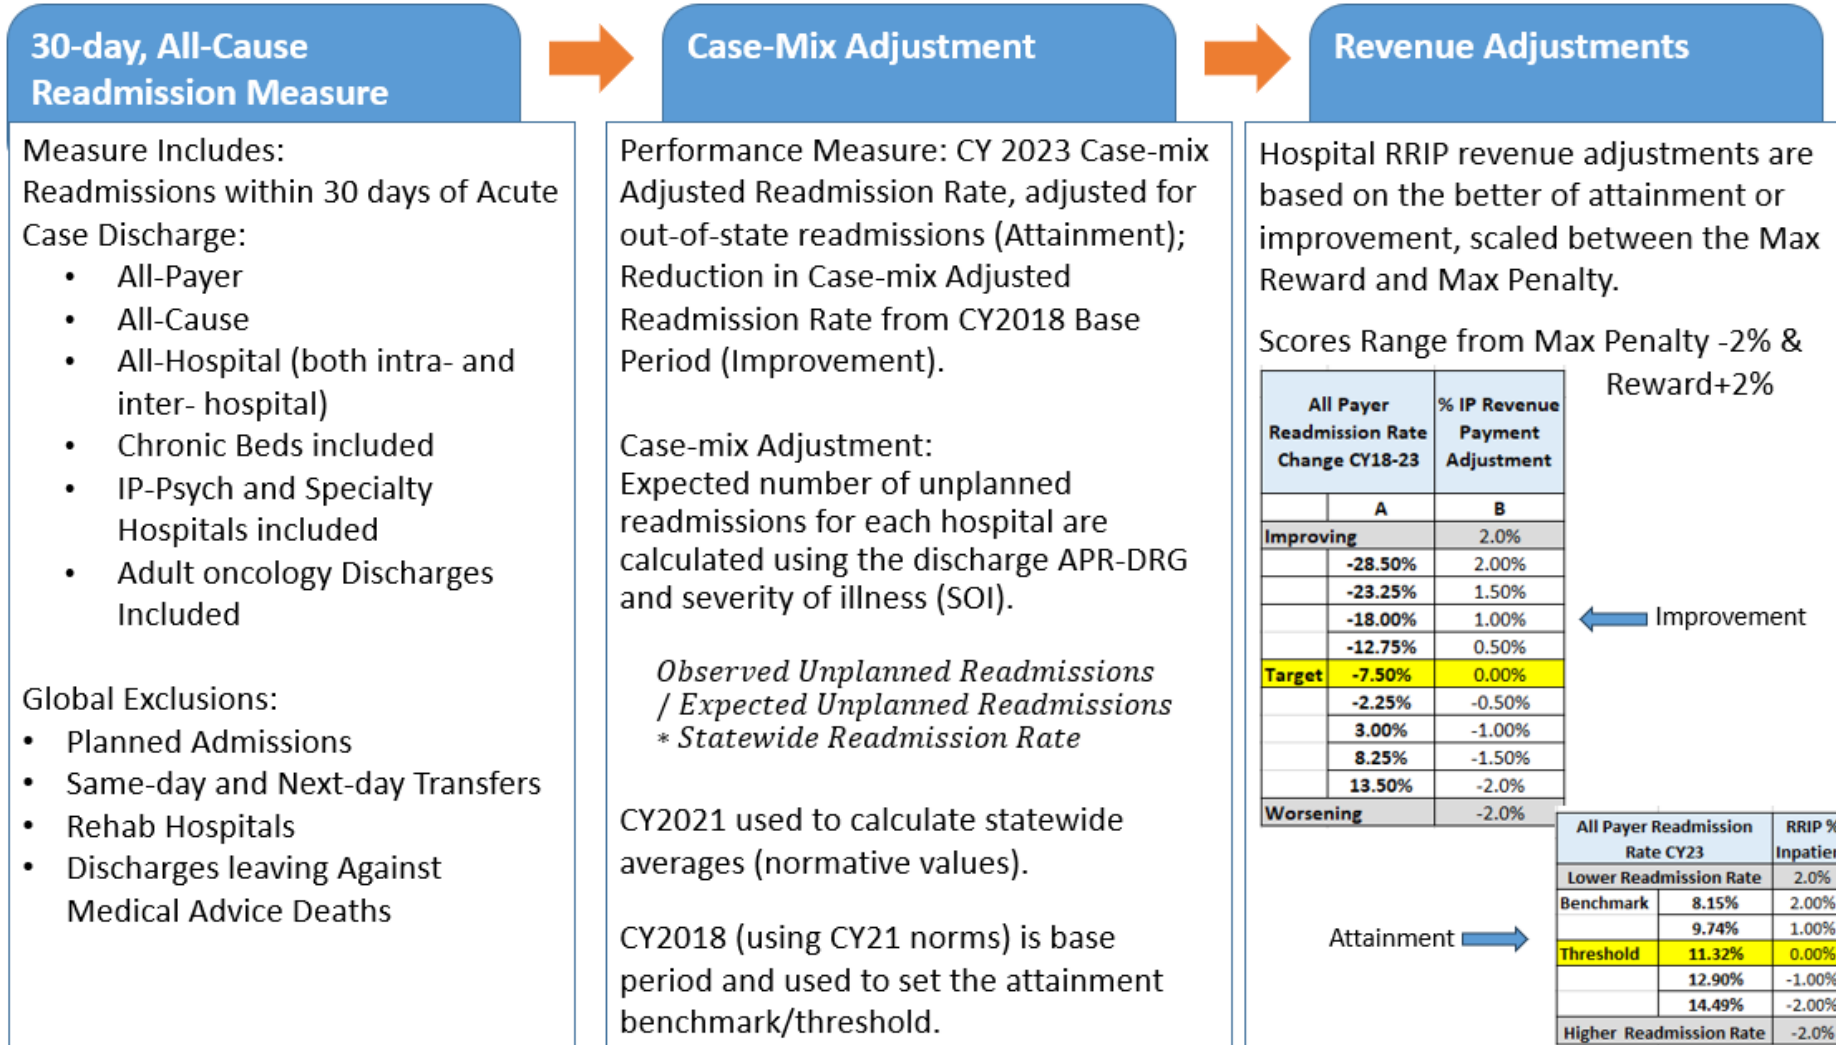 30-day, All-Cause
Readmission Measure
Measure Includes:
Readmissions within 30 days of Acute
Case Discharge:
• All-Payer
• All-Cause
• All-Hospital (both intra- and
inter- hospital)
• Chronic Beds included
• IP-Psych and Specialty
Hospitals included
• Adult oncology Discharges
Included
Global Exclusions:
• Planned Admissions
• Same-day and Next-day Transfers
• Rehab Hospitals
• Discharges leaving Against
Medical Advice Deaths
Case-Mix Adjustment
Performance Measure: CY 2023 Case-mix
Adjusted Readmission Rate, adjusted for
out-of-state readmissions (Attainment);
Reduction in Case-mix Adjusted
Readmission Rate from CY2018 Base
Period (Improvement).
Case-mix Adjustment:
Expected number of unplanned
readmissions for each hospital are
calculated using the discharge APR-DRG
and severity of illness (SOI).
Observed Unplanned Readmissions
/ Expected Unplanned Readmissions
* Statewide Readmission Rate
CY2021 used to calculate statewide
averages (normative values).
CY2018 (using CY21 norms) is base
period and used to set the attainment
benchmark/threshold.
Revenue Adjustments
Hospital RRIP revenue adjustments are
based on the better of attainment or
improvement, scaled between the Max
Reward and Max Penalty.
Scores Range from Max Penalty -2% &
Reward+2%
All Payer % IP Revenue
Readmission Rate Payment
Change CY18-23 Adjustment
A B
Improving 2.0%
-28.50% 2.00%
-23.25% 1.50%
-18.00% 1.00%
-12.75% 0.50%
Target -7.50% 0.00%
-2.25% -0.50%
3.00% -1.00%
8.25% -1.50%
13.50% -2.0%
Worsening -2.0%
Improvement
Attainment
All Payer Readmission RRIP %
Rate CY23 Inpatien
Lower Readmission Rate 2.0%
Benchmark 8.15% 2.00%
9.74% 1.00%
Threshold 11.32% 0.00%
12.90% -1.00%
14.49% -2.00%
Higher Readmission Rate -2.0%